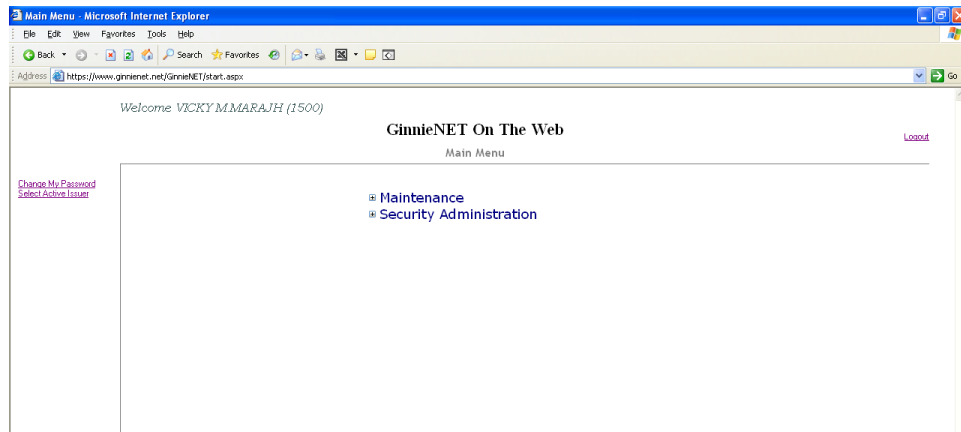 Main Menu - Microsoft Internet Explorer
File Edit View Favorites Tools Help
Back Search Favorites
Address https://www.ginnienet.net/GinnieNET/start.aspx Go
Welcome VICKY M.MARAJH (1500)
GinnieNET On The Web
Logout
Main Menu
Change My Password
Select Active Issuer
Maintenance
Security Administration